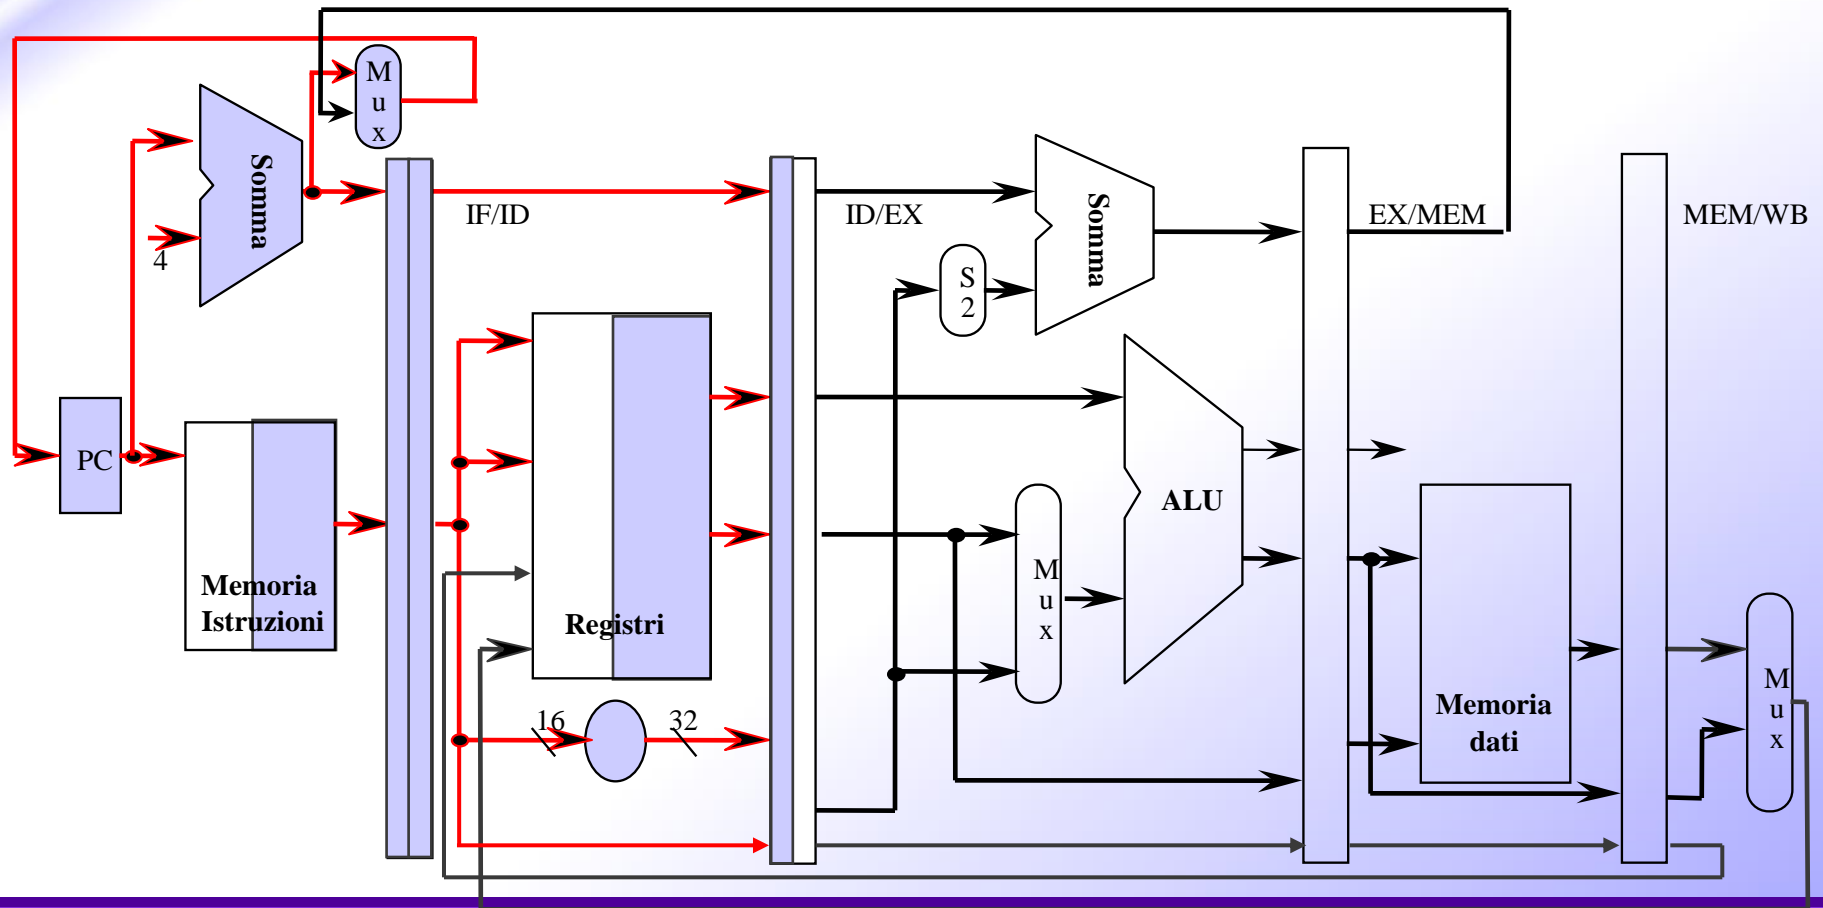 M
u
x
Somma
4
IF/ID
ID/EX
Somma
EX/MEM
MEM/WB
S
2
PC
Memoria
Istruzioni
Registri
16
32
M
u
x
ALU
Memoria
dati
M
u
x